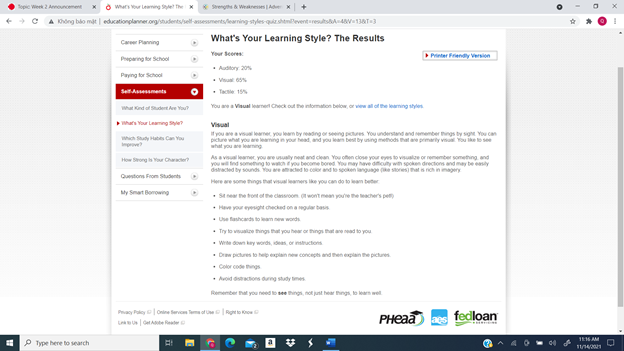 Topic: Week 2 Announcement
What's Your Learning Style? The R
Strengths & Weaknesses | Adver
Không bảo mật | educationplanner.org/students/self-assessments/learning-styles-quiz.shtml?event=results&A=4&V=13&T=3
Career Planning
Preparing for School
Paying for School
Self-Assessments
What Kind of Student Are You?
What's Your Learning Style?
Which Study Habits Can You
Improve?
How Strong Is Your Character?
Questions From Students
My Smart Borrowing
What's Your Learning Style? The Results
Printer Friendly Version
Your Scores:
• Auditory: 20%
• Visual: 65%
• Tactile: 15%
You are a Visual learner! Check out the information below, or view all of the learning styles.
Visual
If you are a visual learner, you learn by reading or seeing pictures. You understand and remember things by sight. You can
picture what you are learning in your head, and you learn best by using methods that are primarily visual. You like to see
what you are learning.
As a visual learner, you are usually neat and clean. You often close your eyes to visualize or remember something, and
you will find something to watch if you become bored. You may have difficulty with spoken directions and may be easily
distracted by sounds. You are attracted to color and to spoken language (like stories) that is rich in imagery.
Here are some things that visual learners like you can do to learn better:
• Sit near the front of the classroom. (It won't mean you're the teacher's pet!)
• Have your eyesight checked on a regular basis.
• Use flashcards to learn new words.
• Try to visualize things that you hear or things that are read to you.
• Write down key words, ideas, or instructions.
• Draw pictures to help explain new concepts and then explain the pictures.
• Color code things.
• Avoid distractions during study times.
Remember that you need to see things, not just hear things, to learn well.
Privacy Policy | Online Services Terms of Use | Right to Know
Link to Us | Get Adobe Reader
PHEAA
aes
fedloan
SERVICING
Type here to search
11:16 AM
11/14/2021